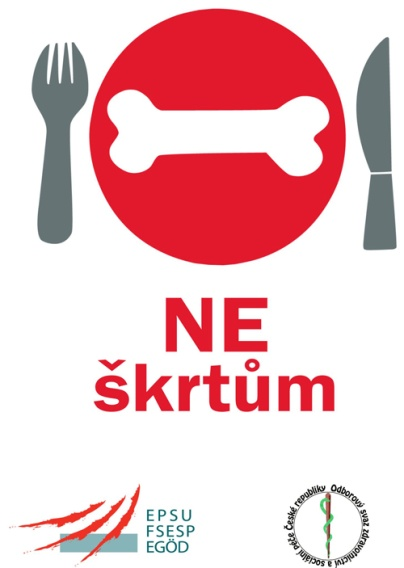 NE
škrtům
EPSU
FSESP
EGÖD
Odborový svaz zdravotnictví a sociální péče České republiky